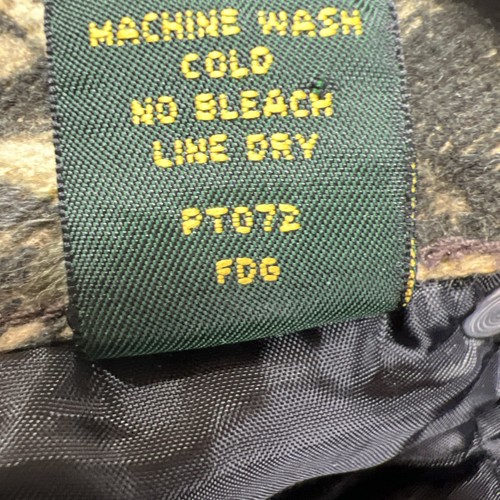 MACHINE WASH
COLD
NO BLEACH
LINE DRY
PT072
FDG